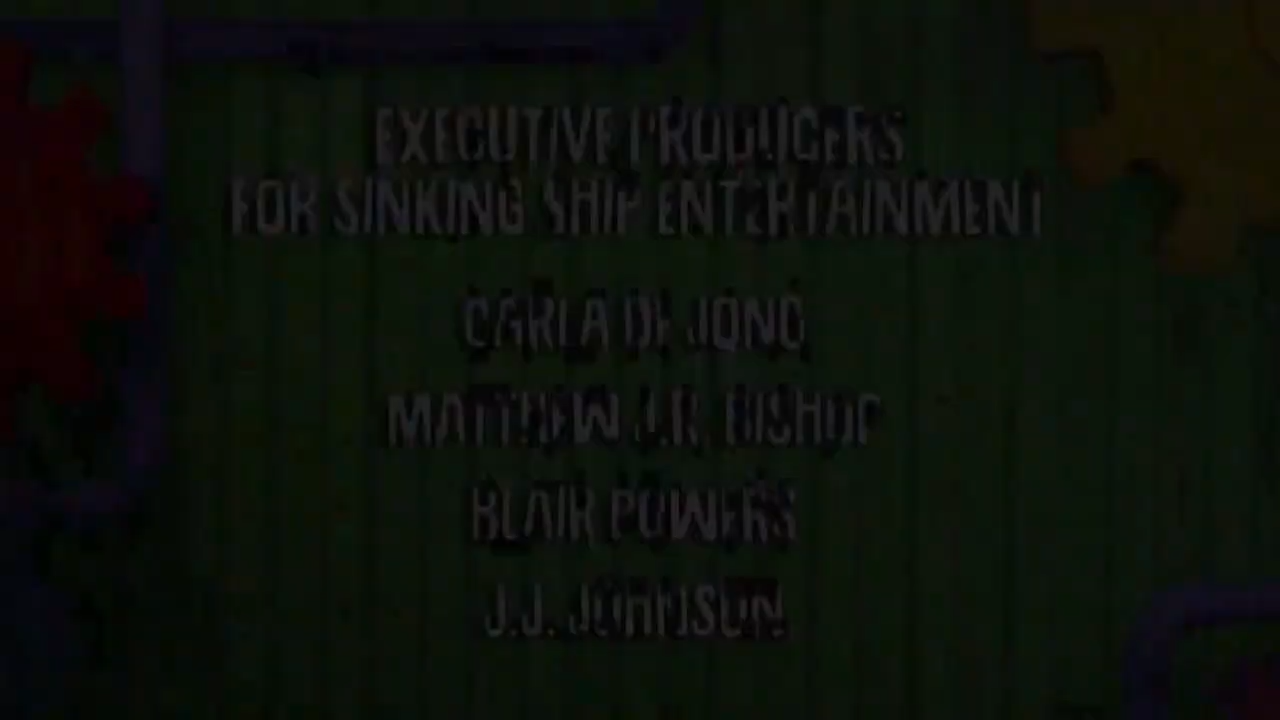 EXECUTIVE PRODUCERS
FOR SINKING SHIP ENTERTAINMENT
CARLA DE JONG
MATTHEW J.R. BISHOP
BLAIR POWERS
J.J. JOHNSON